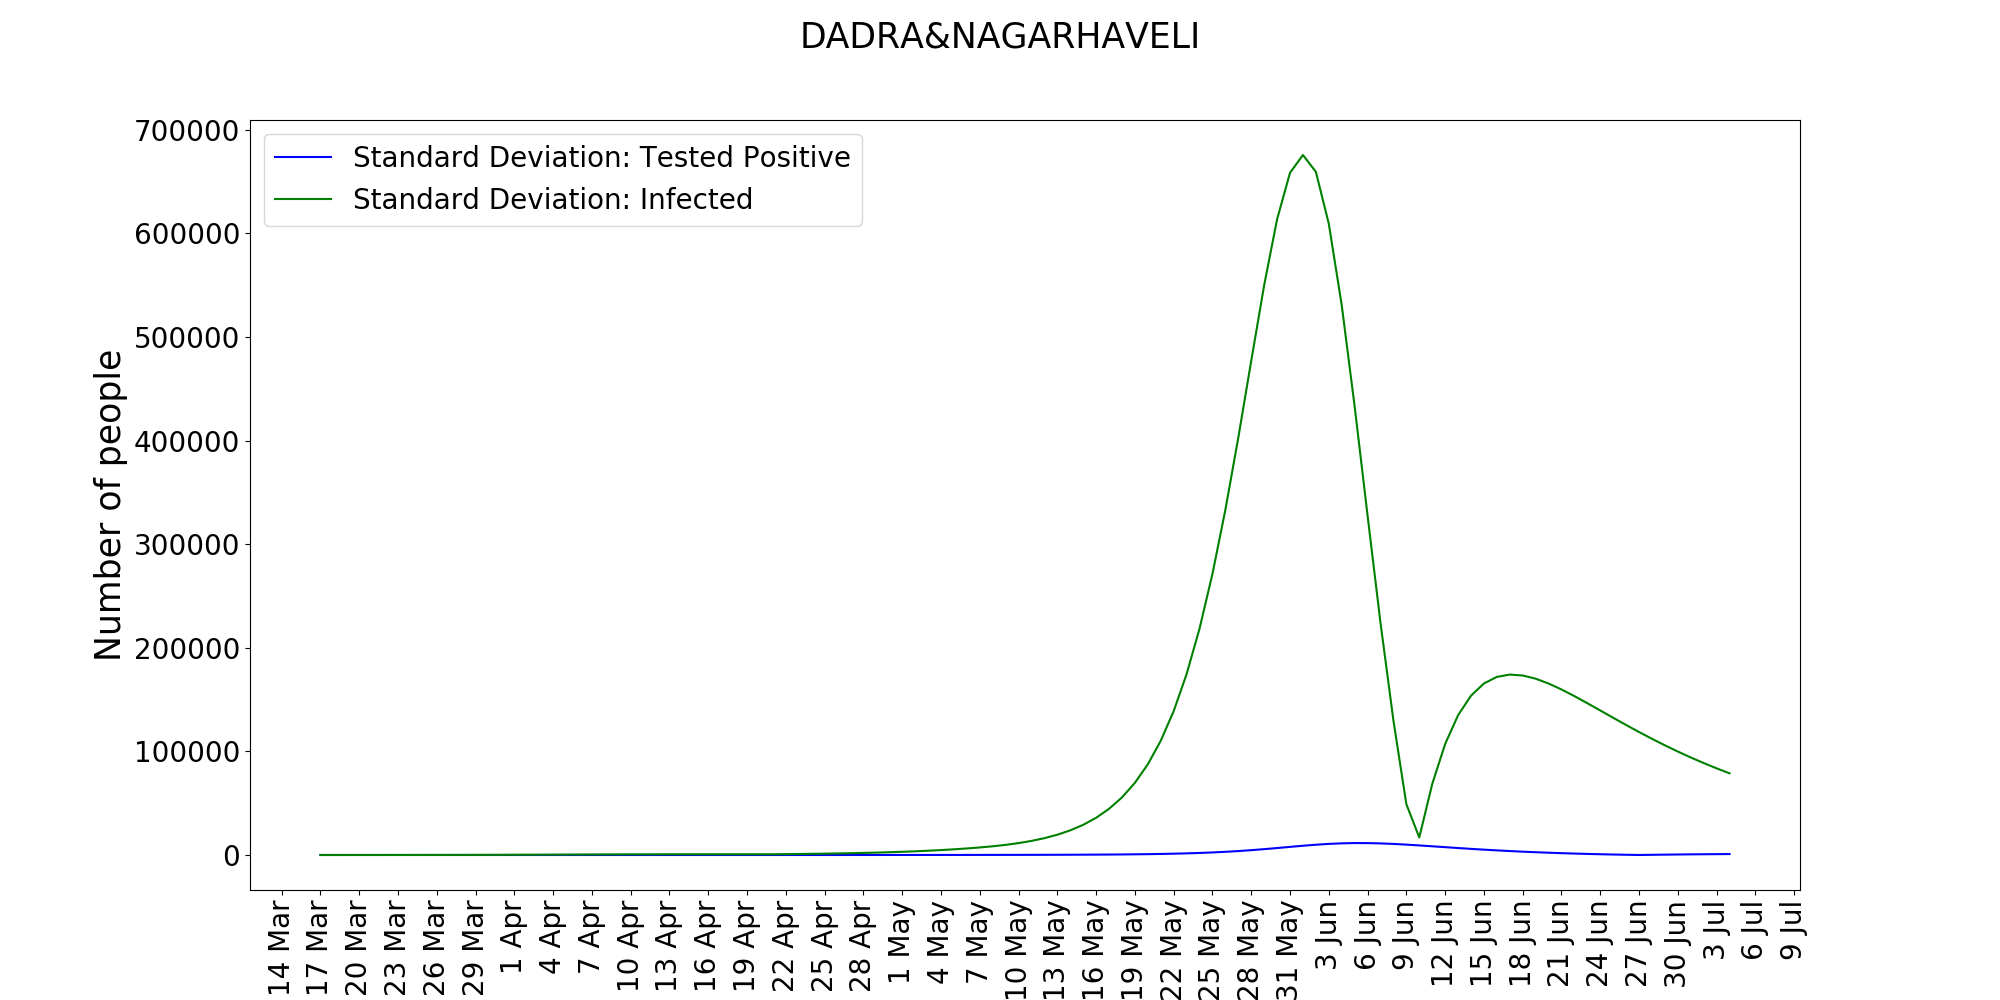 DADRA&NAGARHAVELI
Standard Deviation: Tested Positive
Standard Deviation: Infected
Number of people
700000
600000
500000
400000
300000
200000
100000
0
14 Mar
17 Mar
20 Mar
23 Mar
26 Mar
29 Mar
1 Apr
4 Apr
7 Apr
10 Apr
13 Apr
16 Apr
19 Apr
22 Apr
25 Apr
28 Apr
1 May
4 May
7 May
10 May
13 May
16 May
19 May
22 May
25 May
28 May
31 May
3 Jun
6 Jun
9 Jun
12 Jun
15 Jun
18 Jun
21 Jun
24 Jun
27 Jun
30 Jun
3 Jul
6 Jul
9 Jul